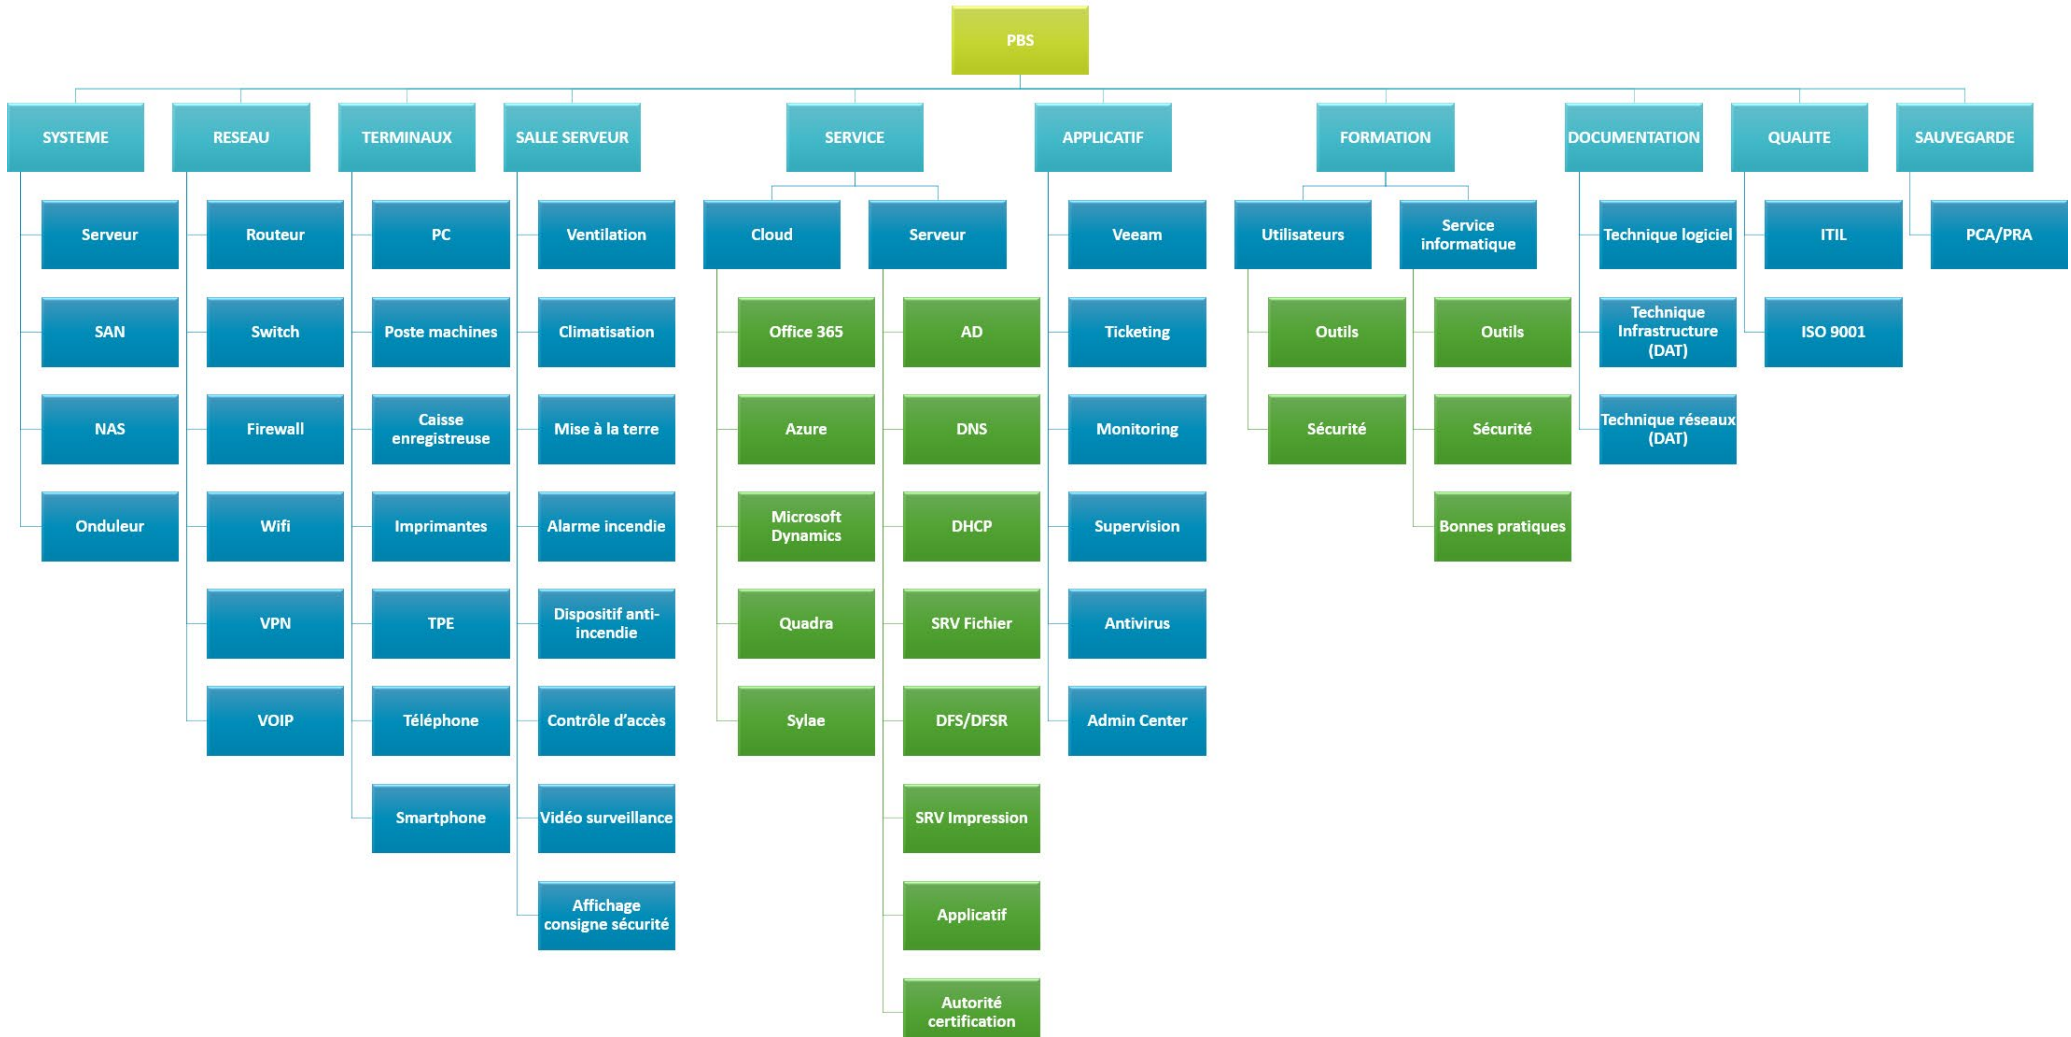 PBS
SYSTEME
RESEAU
TERMINAUX
SALLE SERVEUR
SERVICE
APPLICATIF
FORMATION
DOCUMENTATION
QUALITE
SAUVEGARDE
Serveur
SAN
NAS
Onduleur
Routeur
Switch
Firewall
Wifi
VPN
VOIP
PC
Poste machines
Caisse
enregistreuse
Imprimantes
TPE
Téléphone
Smartphone
Ventilation
Climatisation
Mise à la terre
Alarme incendie
Dispositif anti-
incendie
Contrôle d’accès
Vidéo surveillance
Affichage
consigne sécurité
Cloud
Office 365
Azure
Microsoft
Dynamics
Quadra
Sylae
Serveur
AD
DNS
DHCP
SRV Fichier
DFS/DFSR
SRV Impression
Applicatif
Autorité
certification
Veeam
Ticketing
Monitoring
Supervision
Antivirus
Admin Center
Utilisateurs
Outils
Sécurité
Service
informatique
Outils
Sécurité
Bonnes pratiques
Technique logiciel
Technique
Infrastructure
(DAT)
Technique réseaux
(DAT)
ITIL
ISO 9001
PCA/PRA